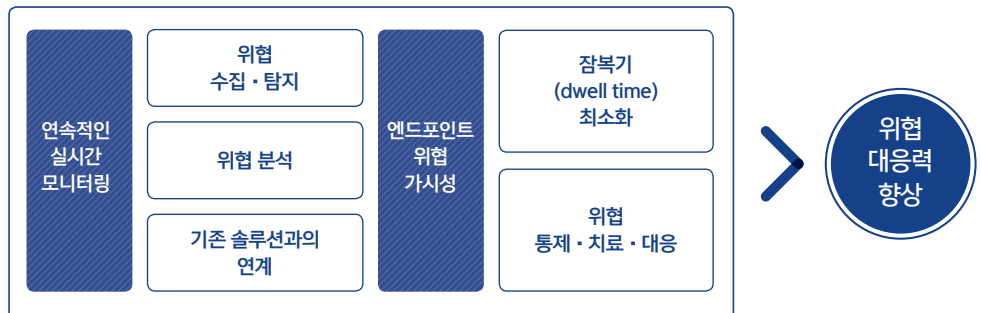 연속적인
실시간
모니터링
위협
수집・탐지
위협 분석
기존 솔루션과의
연계
엔드포인트
위협
가시성
잠복기
(dwell time)
최소화
위협
통제・치료・대응
위협
대응력
향상